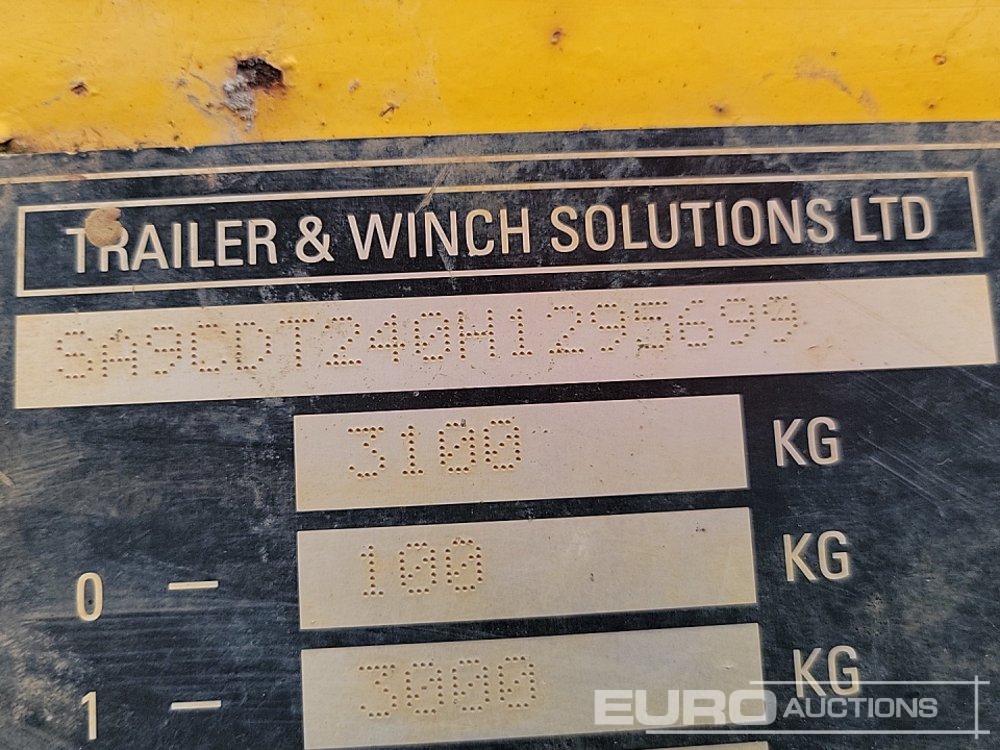 TRAILER & WINCH SOLUTIONS LTD
SA9CDT240H1295699
3100 KG
0 – 100 KG
1 – 3000 KG
EURO AUCTIONS